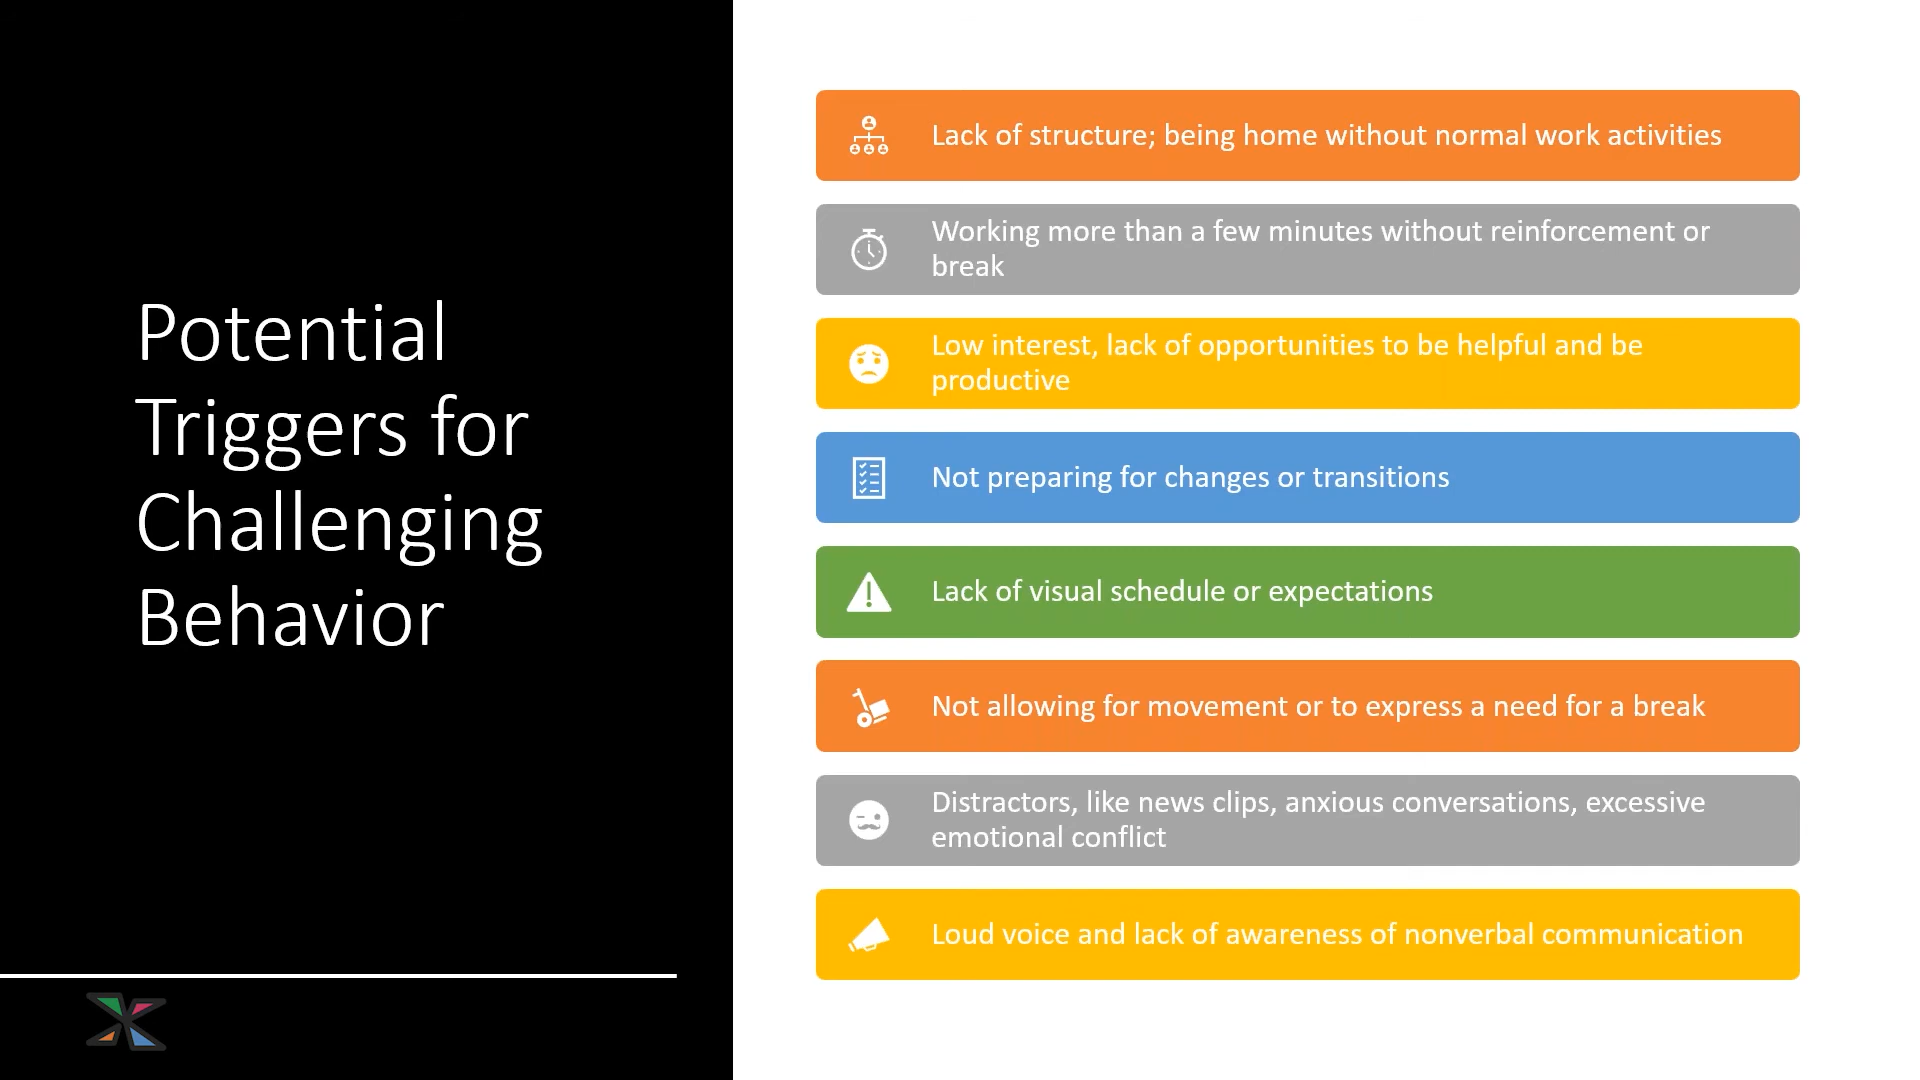 Potential
Triggers for
Challenging
Behavior
Lack of structure; being home without normal work activities
Working more than a few minutes without reinforcement or
break
Low interest, lack of opportunities to be helpful and be
productive
Not preparing for changes or transitions
Lack of visual schedule or expectations
Not allowing for movement or to express a need for a break
Distractors, like news clips, anxious conversations, excessive
emotional conflict
Loud voice and lack of awareness of nonverbal communication